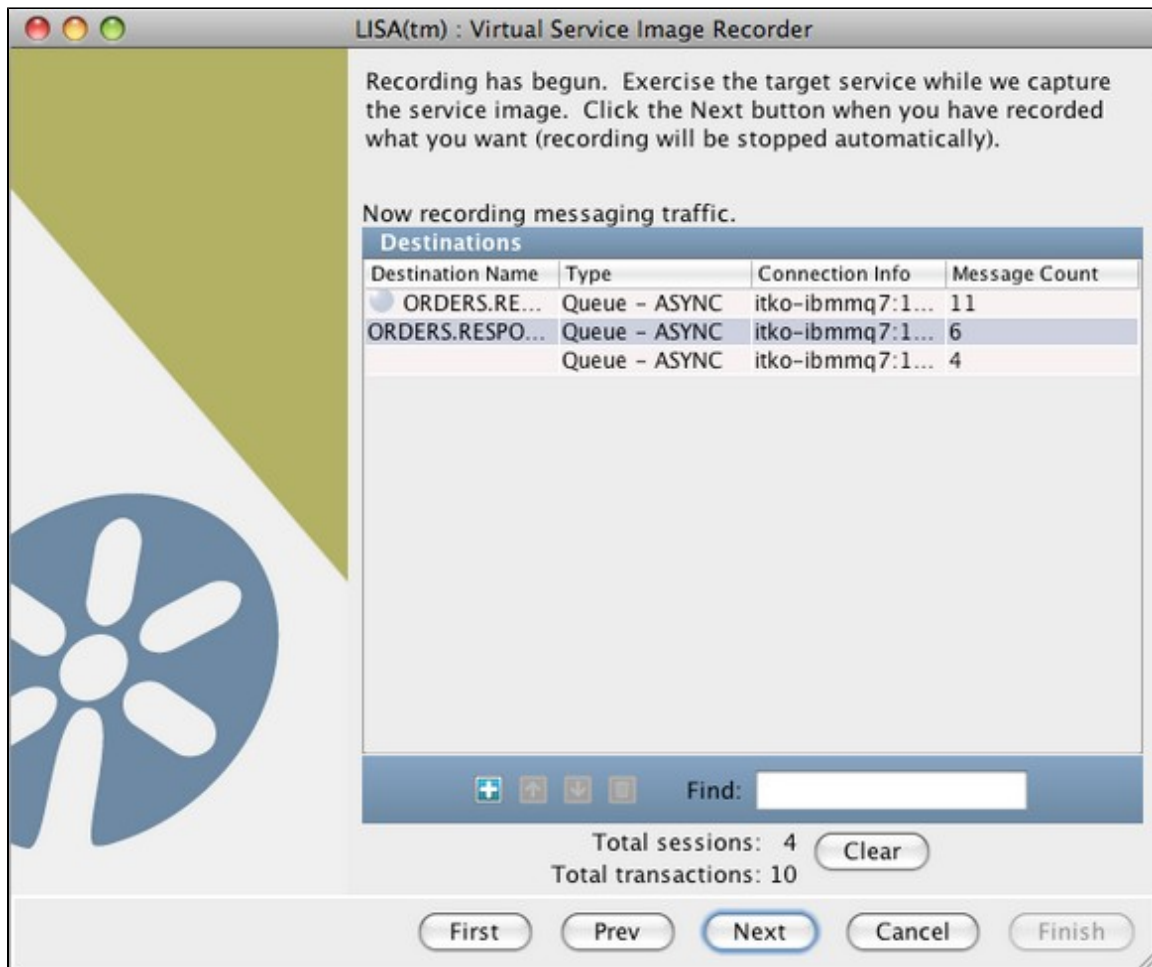 LISA(tm) : Virtual Service Image Recorder
Recording has begun. Exercise the target service while we capture
the service image. Click the Next button when you have recorded
what you want (recording will be stopped automatically).
Now recording messaging traffic.
Destinations
Destination Name Type Connection Info Message Count
ORDERS.RE... Queue - ASYNC itko-ibmmq7:1... 11
ORDERS.RESPO... Queue - ASYNC itko-ibmmq7:1... 6
Queue - ASYNC itko-ibmmq7:1... 4
Find:
Total sessions: 4
Clear
Total transactions: 10
First Prev Next Cancel Finish